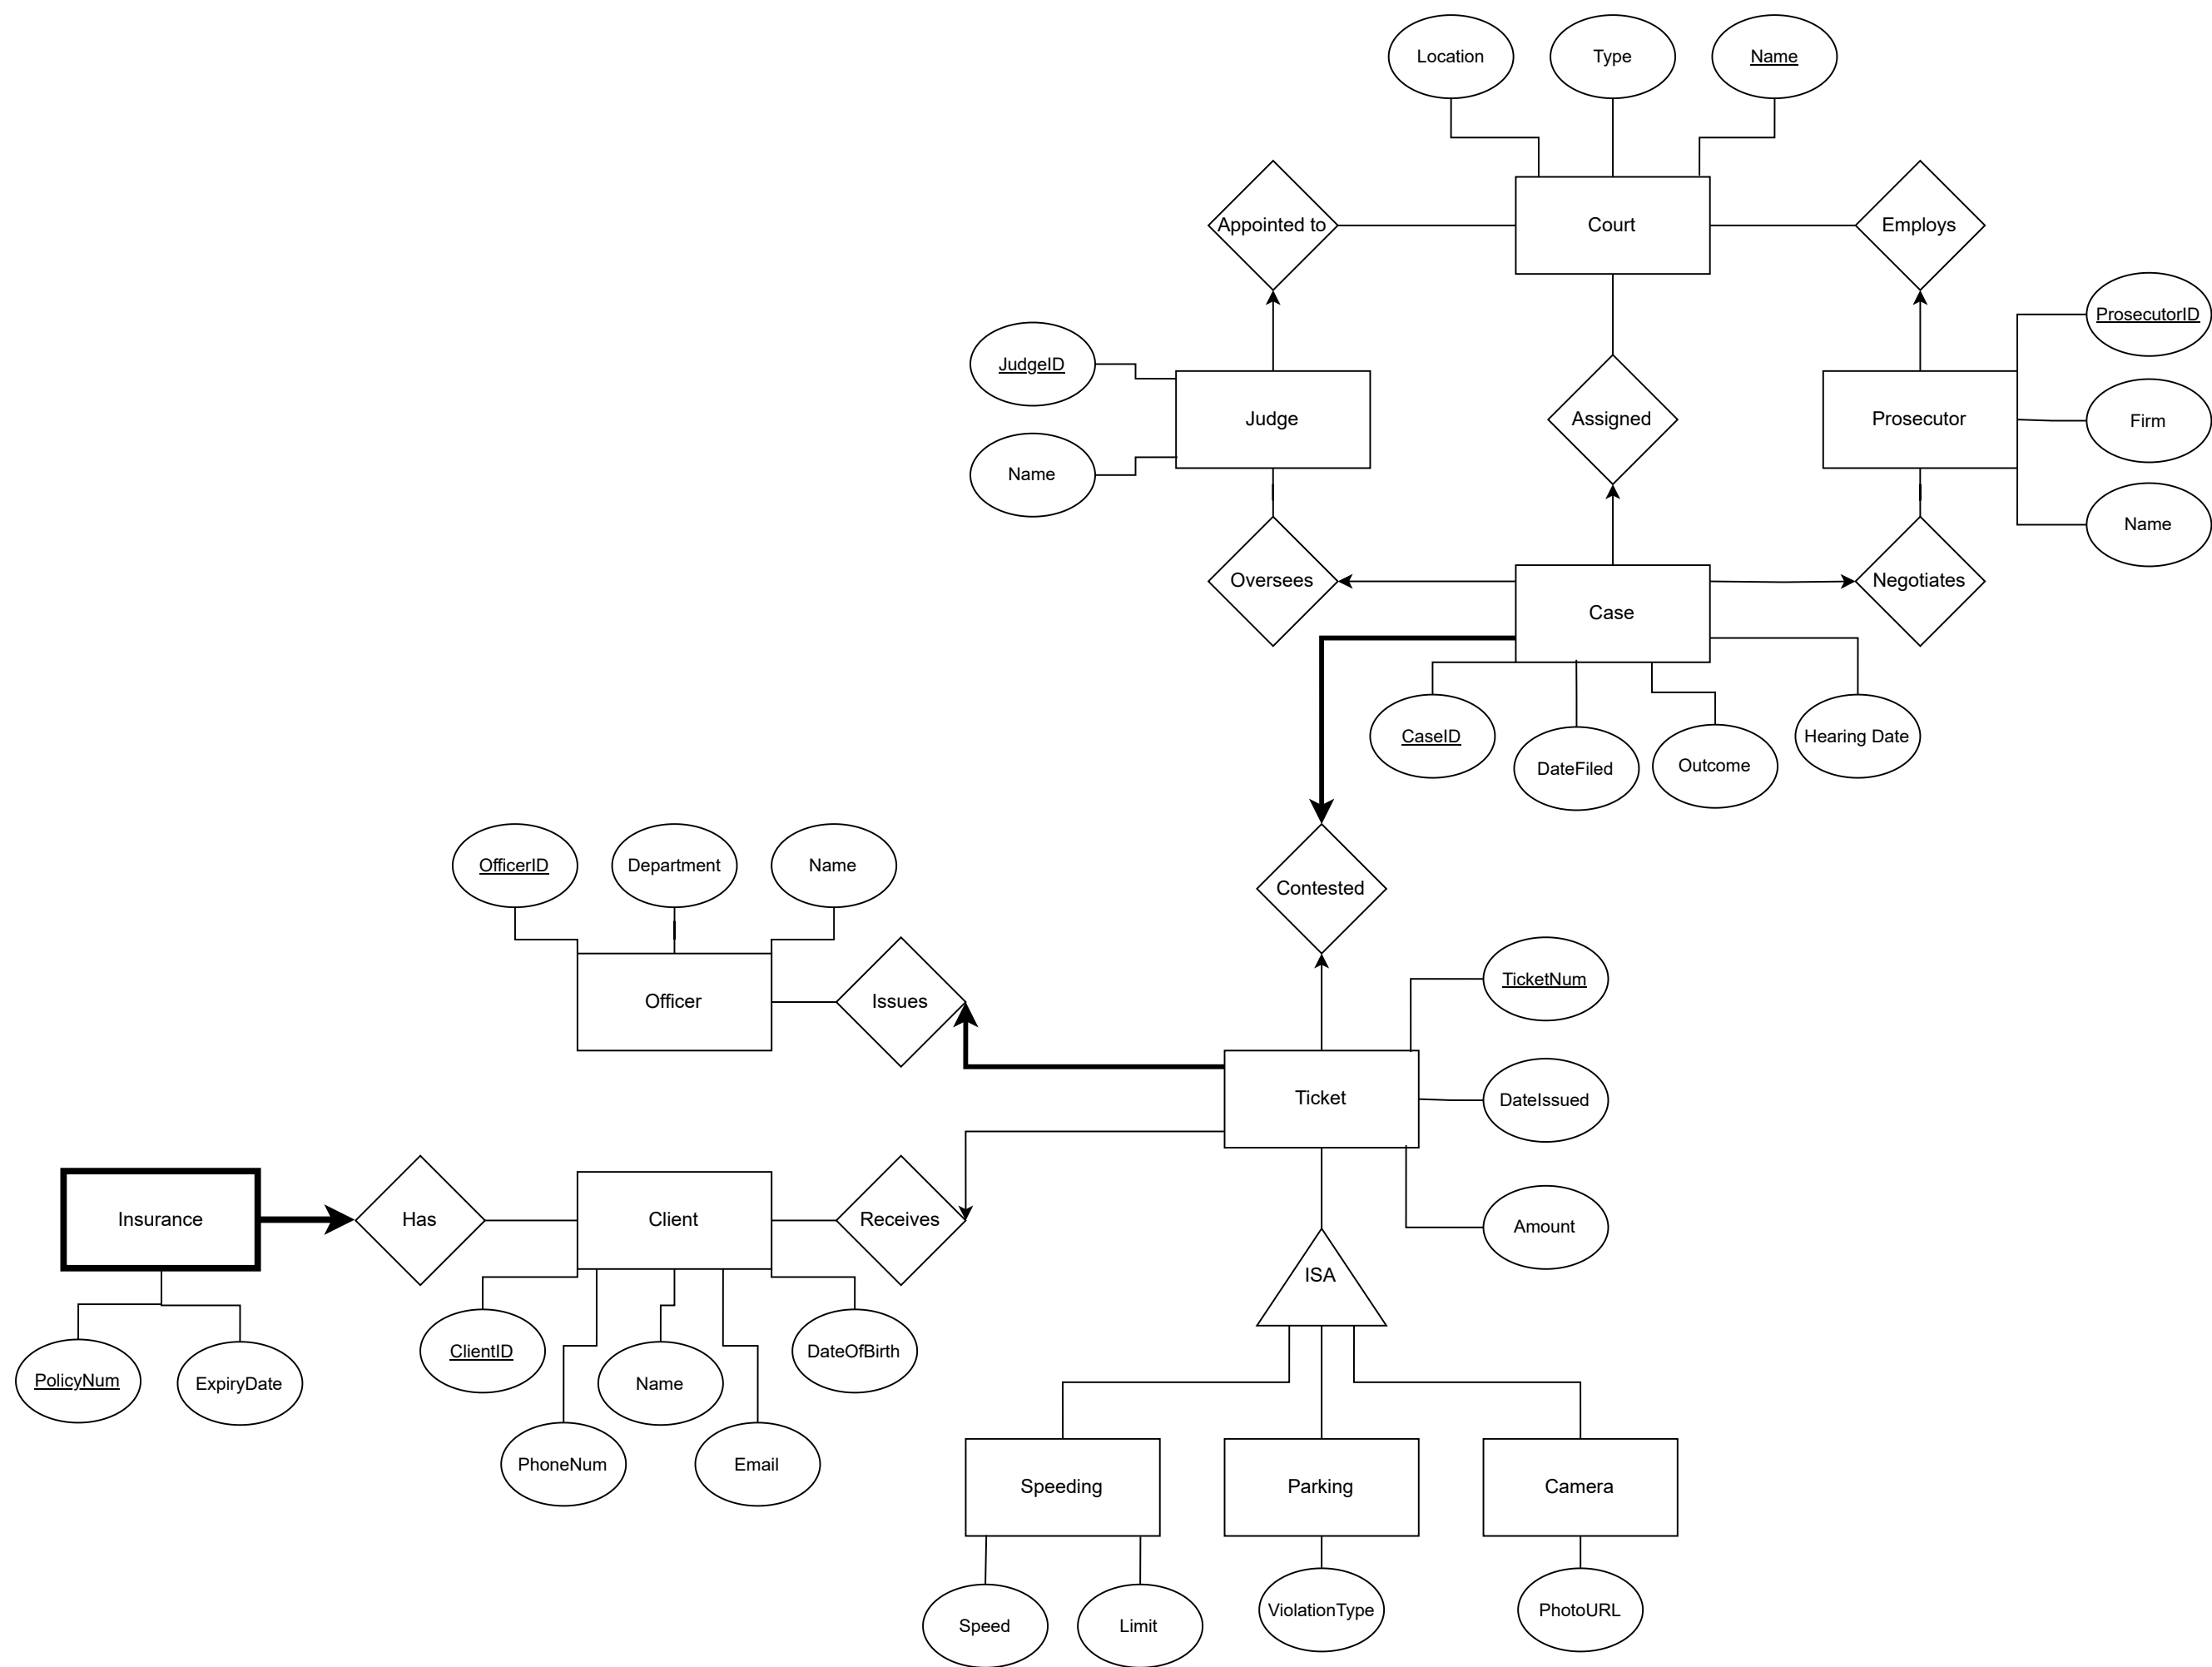 Location
Type
Name
Appointed to
Court
Employs
ProsecutorID
JudgeID
Judge
Assigned
Prosecutor
Firm
Name
Name
Oversees
Negotiates
Case
CaseID
DateFiled
Outcome
Hearing Date
OfficerID
Department
Name
Contested
TicketNum
Officer
Issues
Ticket
DateIssued
Insurance
Has
Client
Receives
Amount
ISA
PolicyNum
ExpiryDate
ClientID
Name
DateOfBirth
PhoneNum
Email
Speeding
Parking
Camera
Speed
Limit
ViolationType
PhotoURL